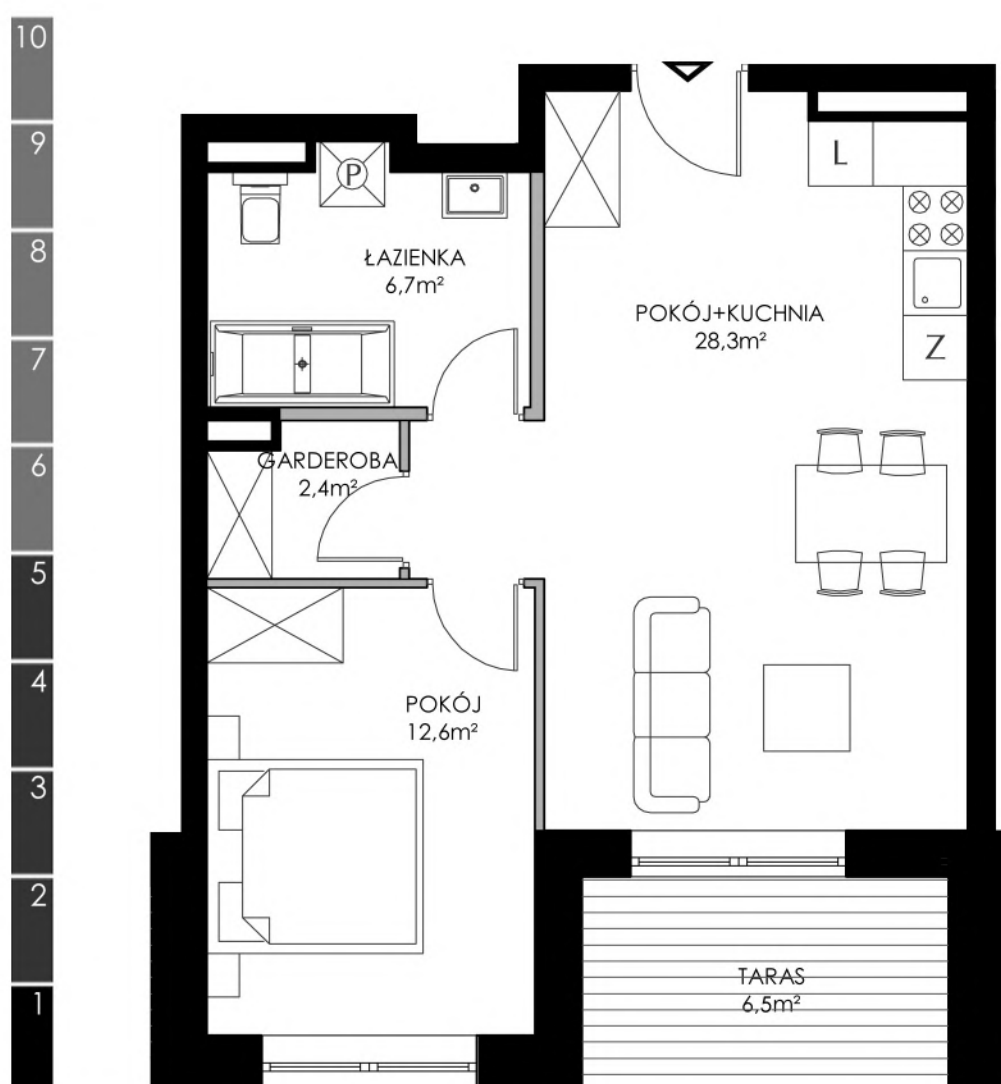 10
9
8
7
6
5
4
3
2
1
P
L
ŁAZIENKA
6,7m²
POKÓJ+KUCHNIA
28,3m²
Z
GARDEROBA
2,4m²
POKÓJ
12,6m²
TARAS
6,5m²